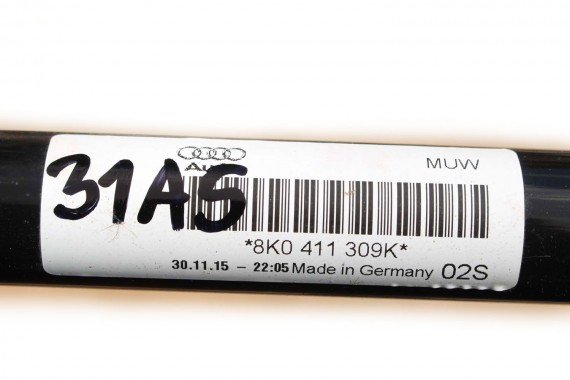 31A5
MUW
*8K0 411 309K*
30.11.15 – 22:05 Made in Germany 02S